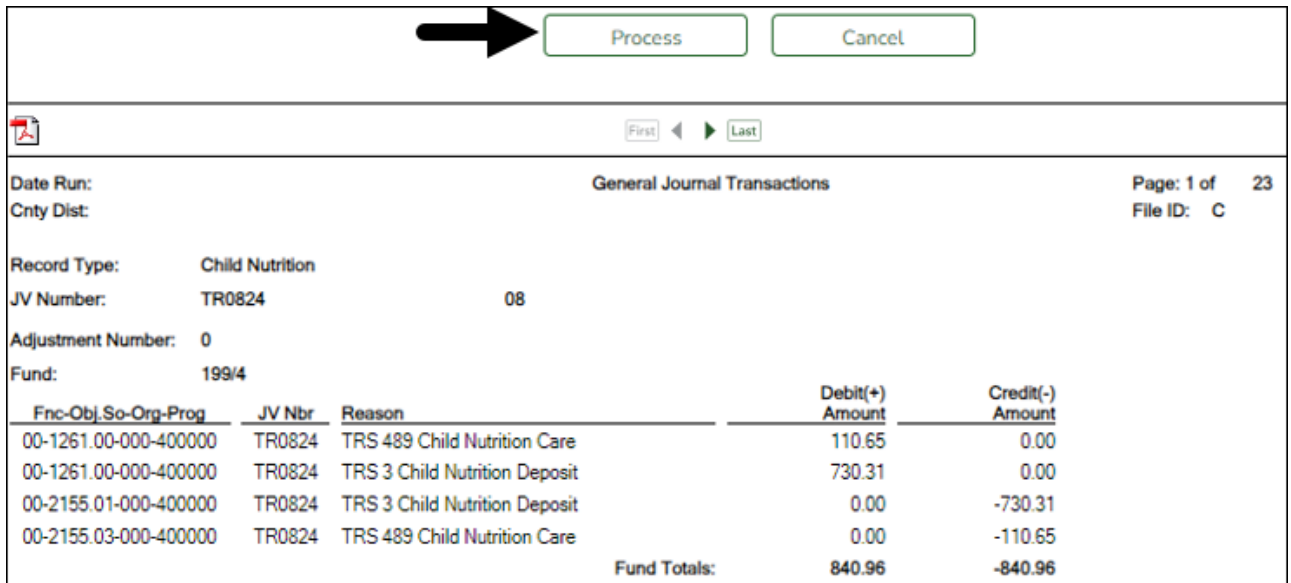 Process Cancel
First Last
Date Run: General Journal Transactions Page: 1 of 23
Cnty Dist: File ID: C
Record Type: Child Nutrition
JV Number: TR0824 08
Adjustment Number: 0
Fund: 199/4
Debit(+) Credit(-)
Fnc-Obj.So-Org-Prog JV Nbr Reason Amount Amount
00-1261.00-000-400000 TR0824 TRS 489 Child Nutrition Care 110.65 0.00
00-1261.00-000-400000 TR0824 TRS 3 Child Nutrition Deposit 730.31 0.00
00-2155.01-000-400000 TR0824 TRS 3 Child Nutrition Deposit 0.00 -730.31
00-2155.03-000-400000 TR0824 TRS 489 Child Nutrition Care 0.00 -110.65
Fund Totals: 840.96 -840.96